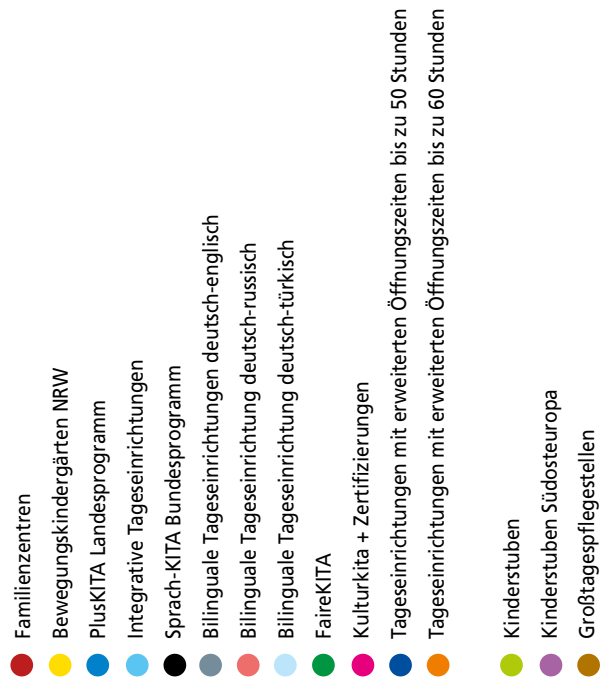 Familienzentren
Bewegungskindergärten NRW
PlusKITA Landesprogramm
Integrative Tageseinrichtungen
Sprach-KITA Bundesprogramm
Bilinguale Tageseinrichtungen deutsch-englisch
Bilinguale Tageseinrichtung deutsch-russisch
Bilinguale Tageseinrichtung deutsch-türkisch
FaireKITA
Kulturkita + Zertifizierungen
Tageseinrichtungen mit erweiterten Öffnungszeiten bis zu 50 Stunden
Tageseinrichtungen mit erweiterten Öffnungszeiten bis zu 60 Stunden
Kinderstuben
Kinderstuben Südosteuropa
Großtagespflegestellen